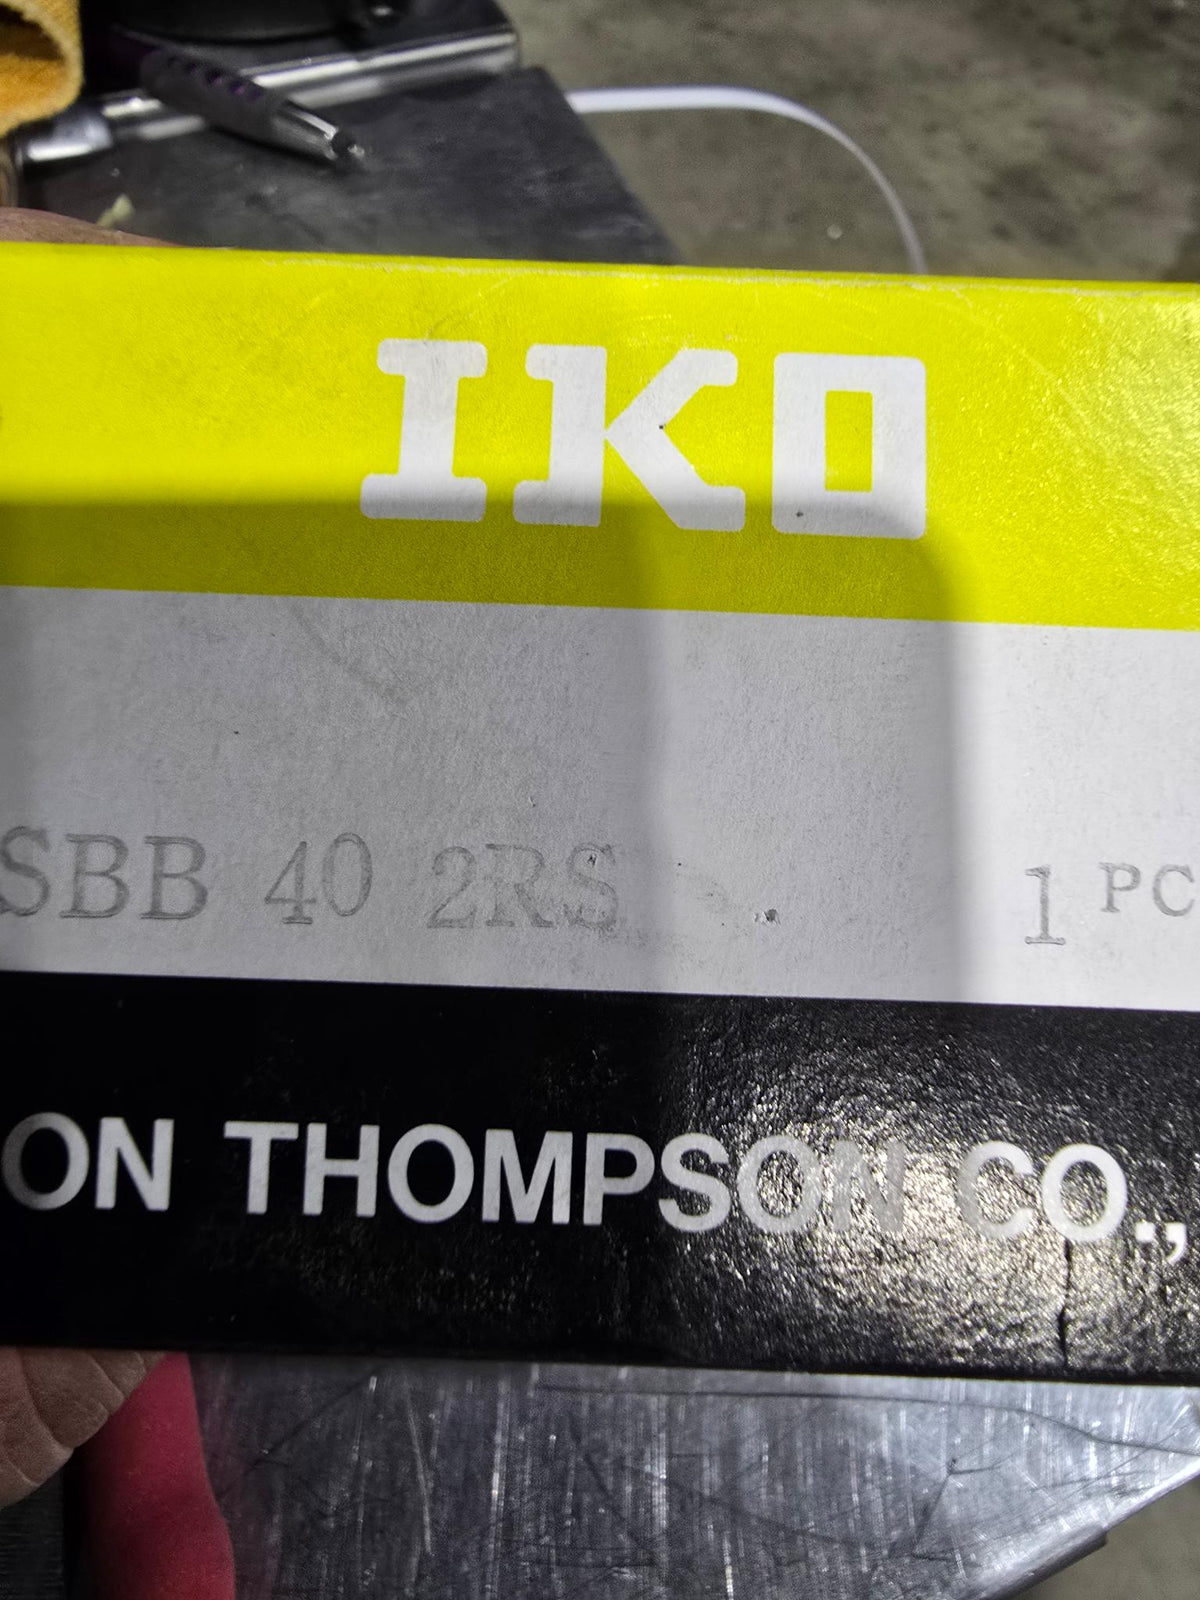 IKO
SBB 40 2RS 1 PC
ON THOMPSON CO.,